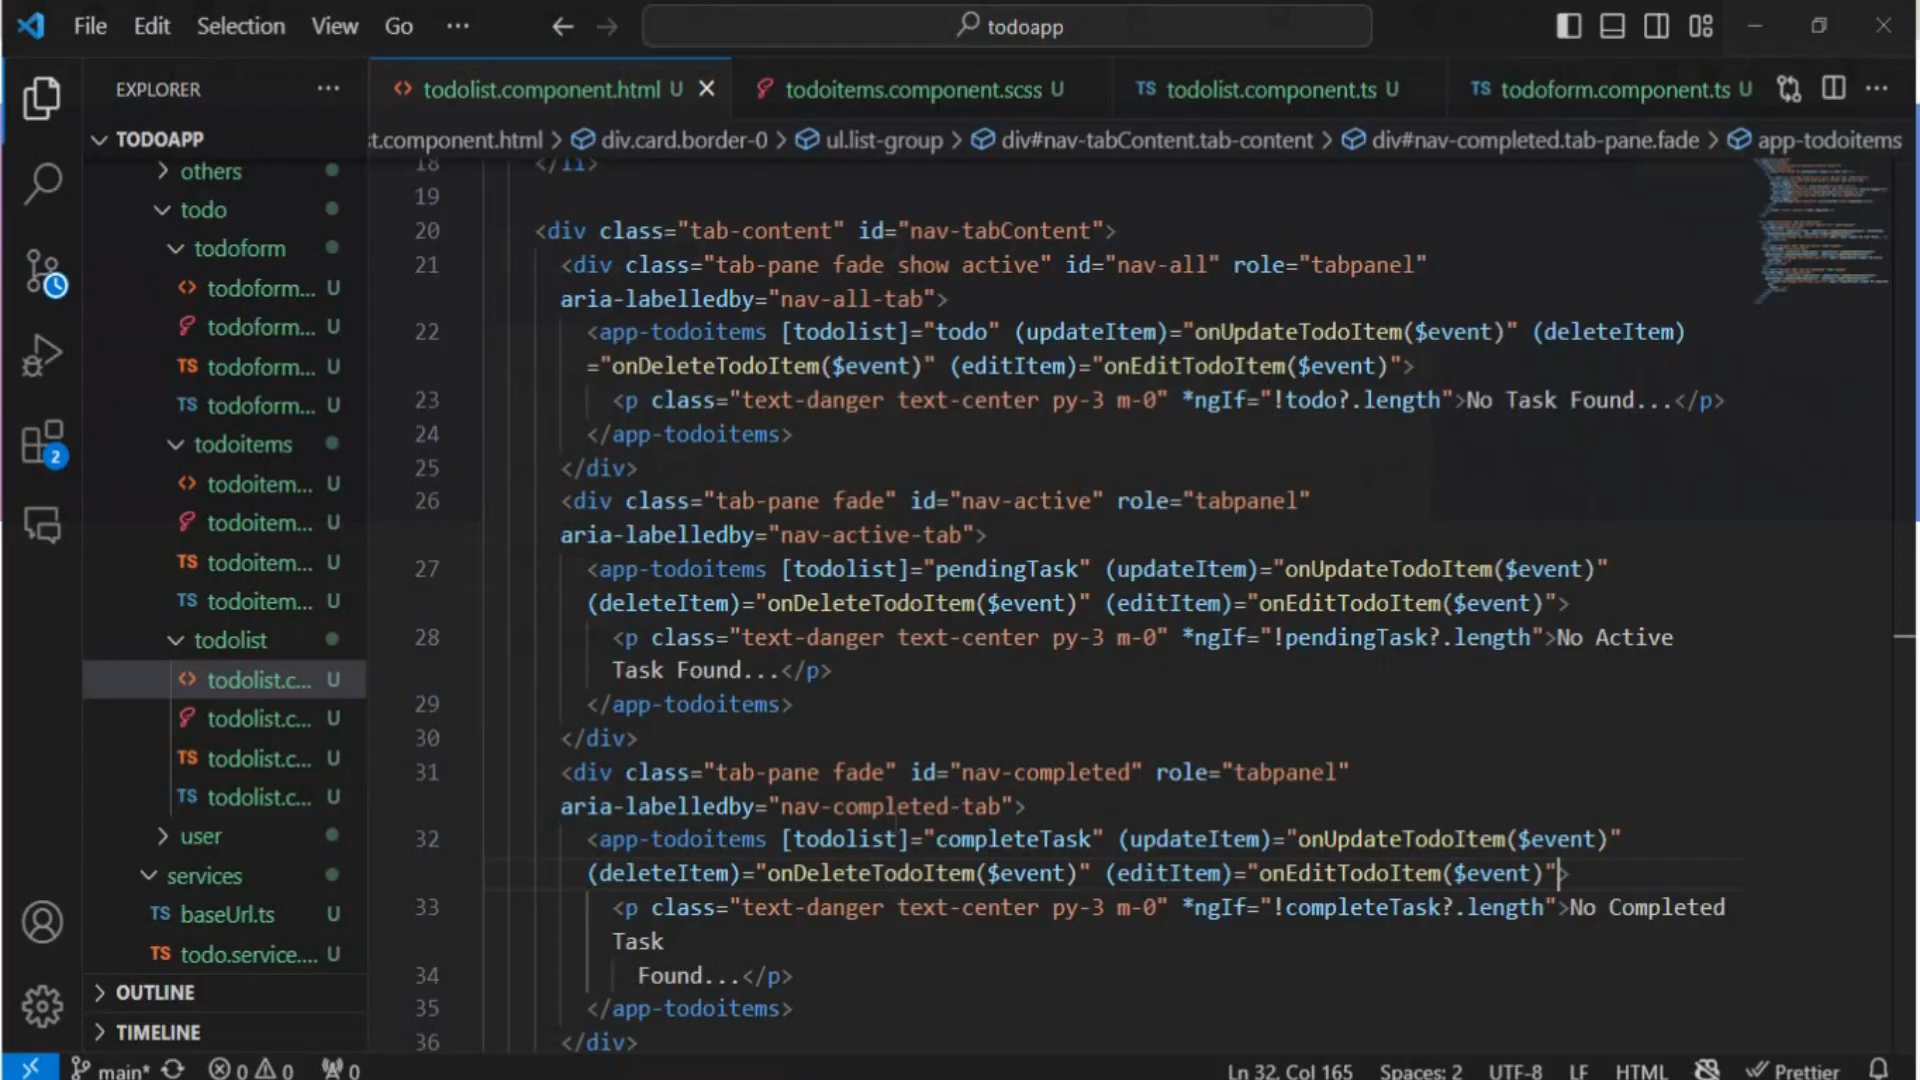 File Edit Selection View Go ··· todoapp
EXPLORER ···
todolist.component.html U
todoitems.component.scss U
TS todolist.component.ts U
TS todoform.component.ts U
TODOAPP
t.component.html > div.card.border-0 > ul.list-group > div#nav-tabContent.tab-content > div#nav-completed.tab-pane.fade > app-todoitems
others
todo
todoform
todoform... U
todoform... U
TS todoform... U
TS todoform... U
todoitems
todoitem... U
todoitem... U
TS todoitem... U
TS todoitem... U
todolist
todolist.c... U
todolist.c... U
TS todolist.c... U
TS todolist.c... U
user
services
TS baseUrl.ts U
TS todo.service.... U
OUTLINE
TIMELINE
2
18 </li>
19
20 <div class="tab-content" id="nav-tabContent">
21 <div class="tab-pane fade show active" id="nav-all" role="tabpanel"
aria-labelledby="nav-all-tab">
22 <app-todoitems [todolist]="todo" (updateItem)="onUpdateTodoItem($event)" (deleteItem)
="onDeleteTodoItem($event)" (editItem)="onEditTodoItem($event)">
23 <p class="text-danger text-center py-3 m-0" *ngIf="!todo?.length">No Task Found...</p>
24 </app-todoitems>
25 </div>
26 <div class="tab-pane fade" id="nav-active" role="tabpanel"
aria-labelledby="nav-active-tab">
27 <app-todoitems [todolist]="pendingTask" (updateItem)="onUpdateTodoItem($event)"
(deleteItem)="onDeleteTodoItem($event)" (editItem)="onEditTodoItem($event)">
28 <p class="text-danger text-center py-3 m-0" *ngIf="!pendingTask?.length">No Active
Task Found...</p>
29 </app-todoitems>
30 </div>
31 <div class="tab-pane fade" id="nav-completed" role="tabpanel"
aria-labelledby="nav-completed-tab">
32 <app-todoitems [todolist]="completeTask" (updateItem)="onUpdateTodoItem($event)"
(deleteItem)="onDeleteTodoItem($event)" (editItem)="onEditTodoItem($event)">
33 <p class="text-danger text-center py-3 m-0" *ngIf="!completeTask?.length">No Completed
Task
34 Found...</p>
35 </app-todoitems>
36 </div>
main* 0 0 0 Ln 32, Col 165 Spaces: 2 UTF-8 LF HTML Prettier